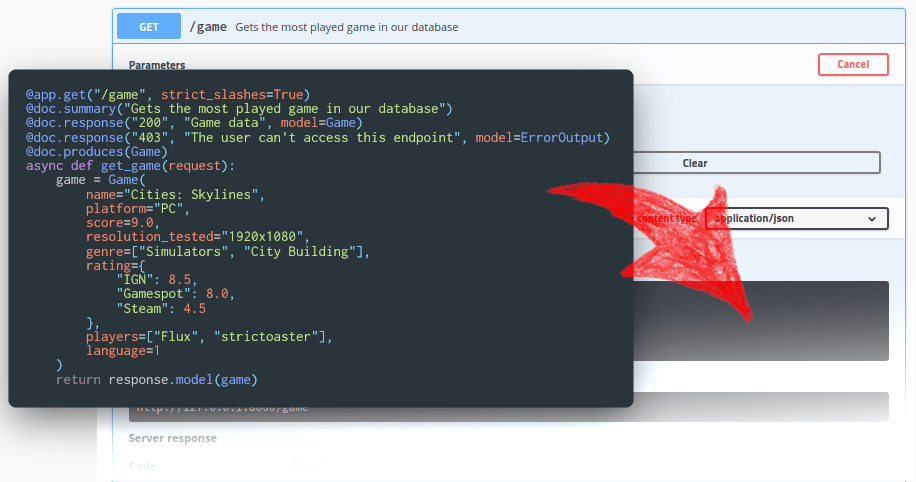 GET /game Gets the most played game in our database
Parameters
Cancel
@app.get("/game", strict_slashes=True)
@doc.summary("Gets the most played game in our database")
@doc.response("200", "Game data", model=Game)
@doc.response("403", "The user can't access this endpoint", model=ErrorOutput)
@doc.produces(Game)
async def get_game(request):
    game = Game(
        name="Cities: Skylines",
        platform="PC",
        score=9.0,
        resolution_tested="1920x1080",
        genre=["Simulators", "City Building"],
        rating={
            "IGN": 8.5,
            "Gamespot": 8.0,
            "Steam": 4.5
        },
        players=["Flux", "strictoaster"],
        language=1
    )
    return response.model(game)
Clear
content type application/json
http://127.0.0.1:8000/game
Server response
Code